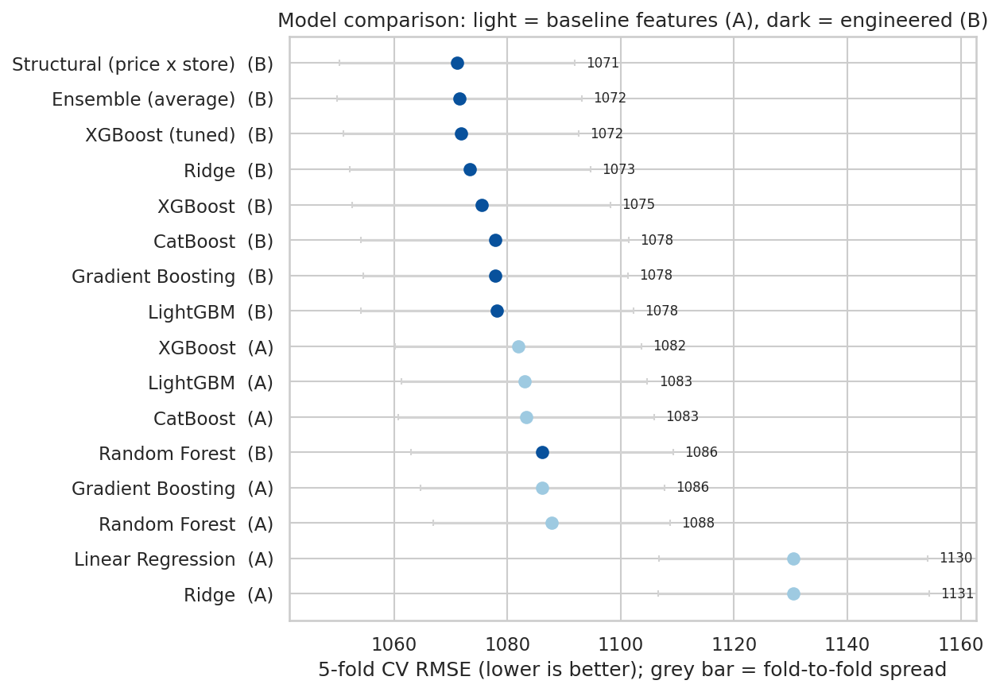 Model comparison: light = baseline features (A), dark = engineered (B)
Structural (price x store)  (B)
1071
Ensemble (average)  (B)
1072
XGBoost (tuned)  (B)
1072
Ridge  (B)
1073
XGBoost  (B)
1075
CatBoost  (B)
1078
Gradient Boosting  (B)
1078
LightGBM  (B)
1078
XGBoost  (A)
1082
LightGBM  (A)
1083
CatBoost  (A)
1083
Random Forest  (B)
1086
Gradient Boosting  (A)
1086
Random Forest  (A)
1088
Linear Regression  (A)
1130
Ridge  (A)
1131
1060 1080 1100 1120 1140 1160
5-fold CV RMSE (lower is better); grey bar = fold-to-fold spread